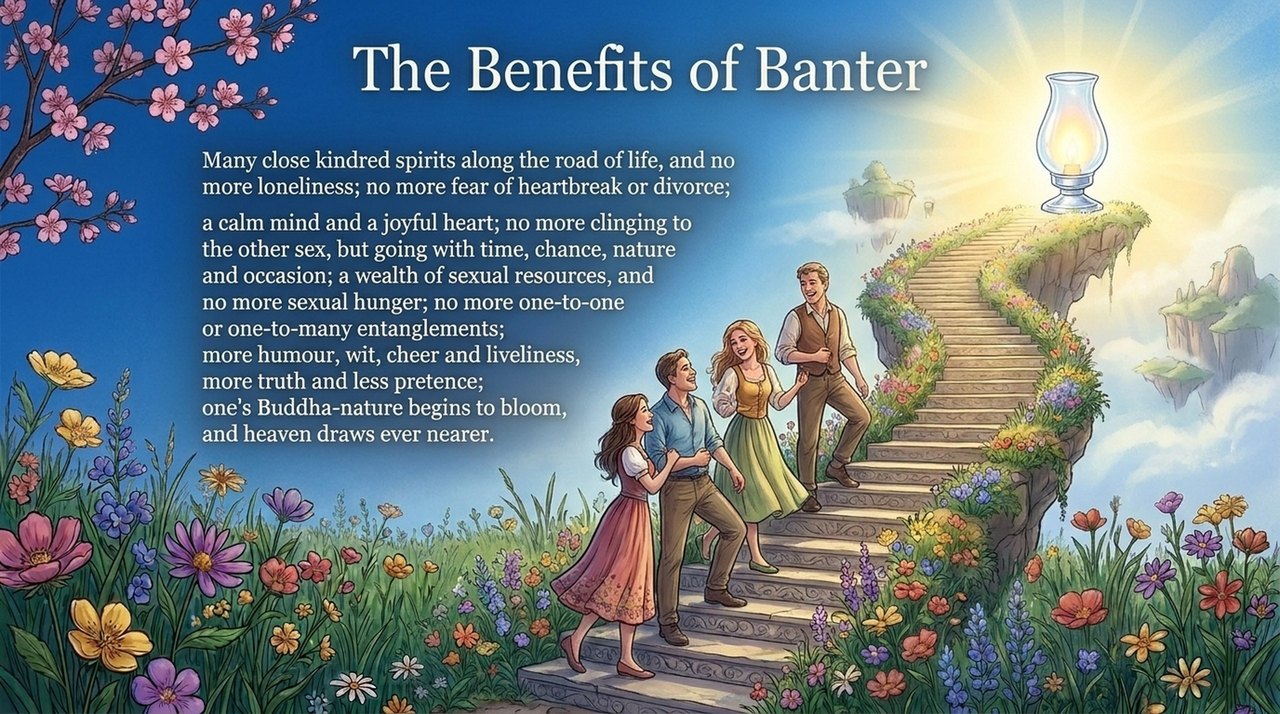 The Benefits of Banter
Many close kindred spirits along the road of life, and no
more loneliness; no more fear of heartbreak or divorce;
a calm mind and a joyful heart; no more clinging to
the other sex, but going with time, chance, nature
and occasion; a wealth of sexual resources, and
no more sexual hunger; no more one-to-one
or one-to-many entanglements;
more humour, wit, cheer and liveliness,
more truth and less pretence;
one's Buddha-nature begins to bloom,
and heaven draws ever nearer.